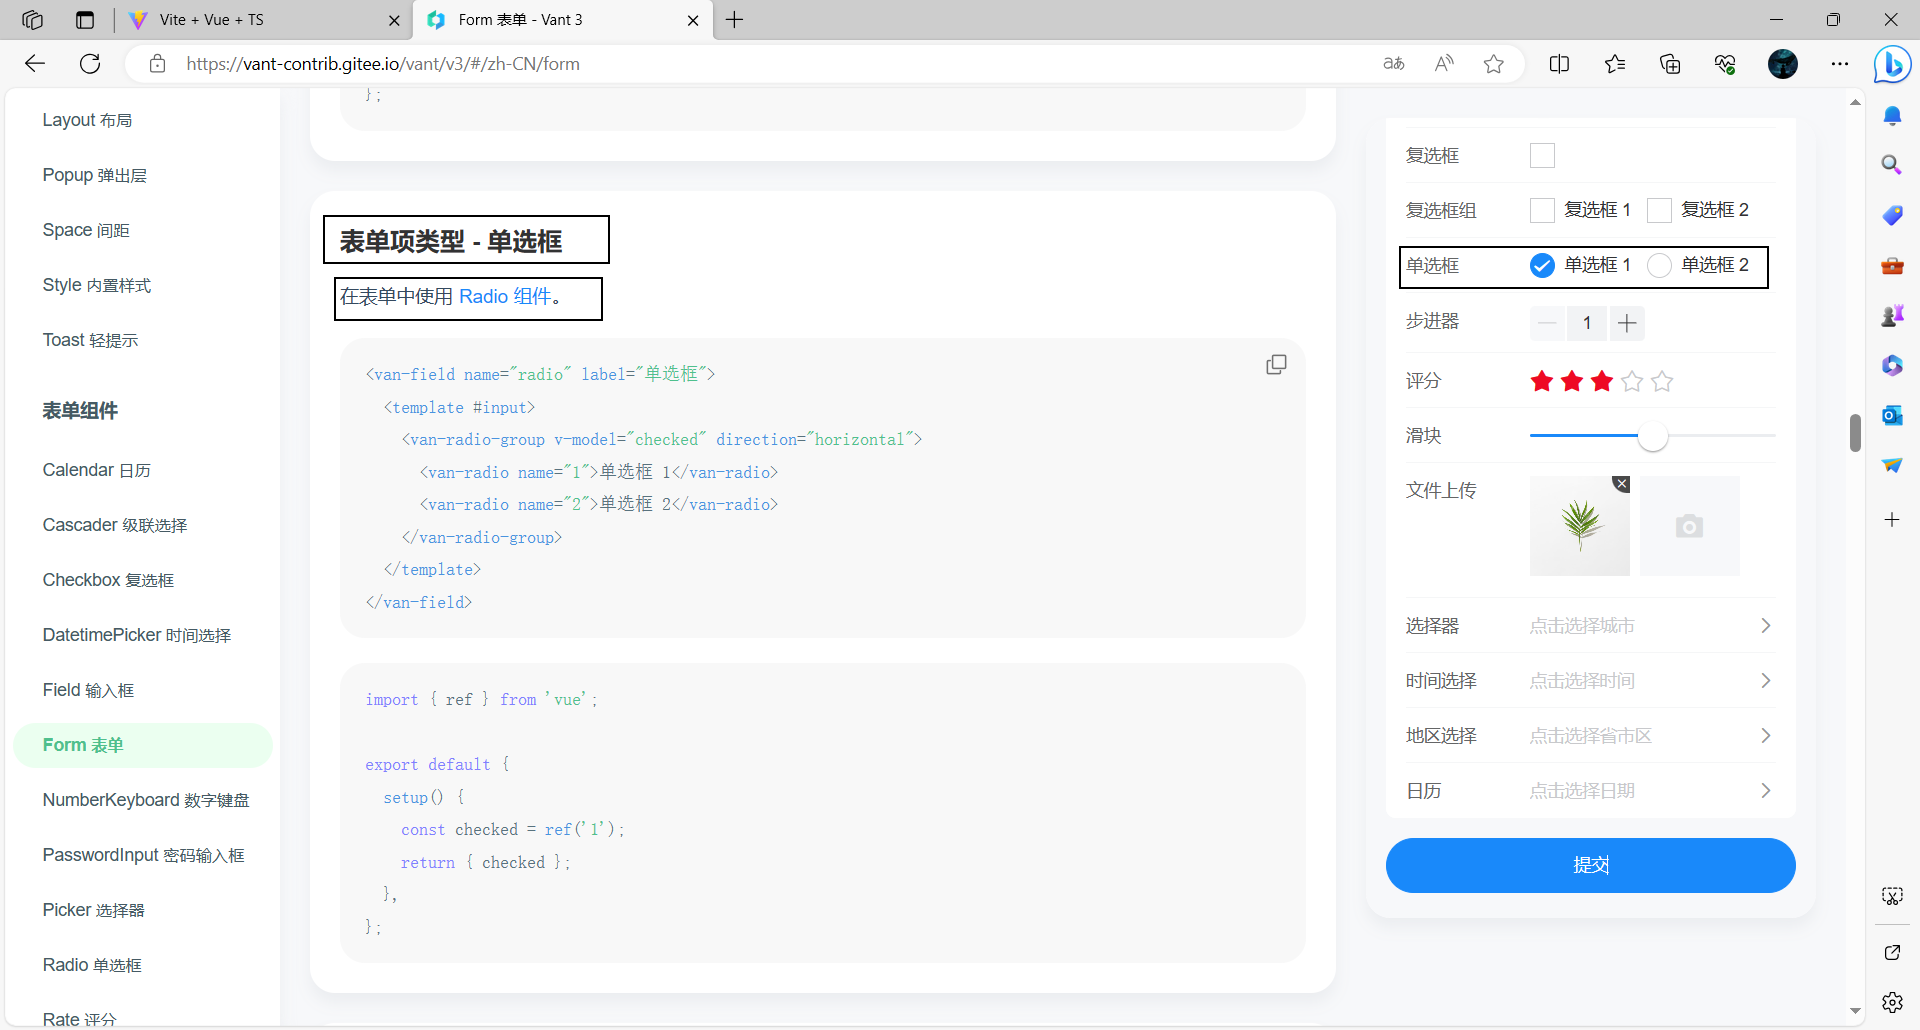 Vite + Vue + TS
Form 表单 - Vant 3
https://vant-contrib.gitee.io/vant/v3/#/zh-CN/form
aあ
Layout 布局
Popup 弹出层
Space 间距
Style 内置样式
Toast 轻提示
表单组件
Calendar 日历
Cascader 级联选择
Checkbox 复选框
DatetimePicker 时间选择
Field 输入框
Form 表单
NumberKeyboard 数字键盘
PasswordInput 密码输入框
Picker 选择器
Radio 单选框
Rate 评分
};
表单项类型 - 单选框
在表单中使用 Radio 组件。
<van-field name="radio" label="单选框">
<template #input>
<van-radio-group v-model="checked" direction="horizontal">
<van-radio name="1">单选框 1</van-radio>
<van-radio name="2">单选框 2</van-radio>
</van-radio-group>
</template>
</van-field>
import { ref } from 'vue';
export default {
setup() {
const checked = ref('1');
return { checked };
},
};
复选框
复选框组 复选框 1 复选框 2
单选框 单选框 1 单选框 2
步进器 1
评分
滑块
文件上传
选择器 点击选择城市
时间选择 点击选择时间
地区选择 点击选择省市区
日历 点击选择日期
提交